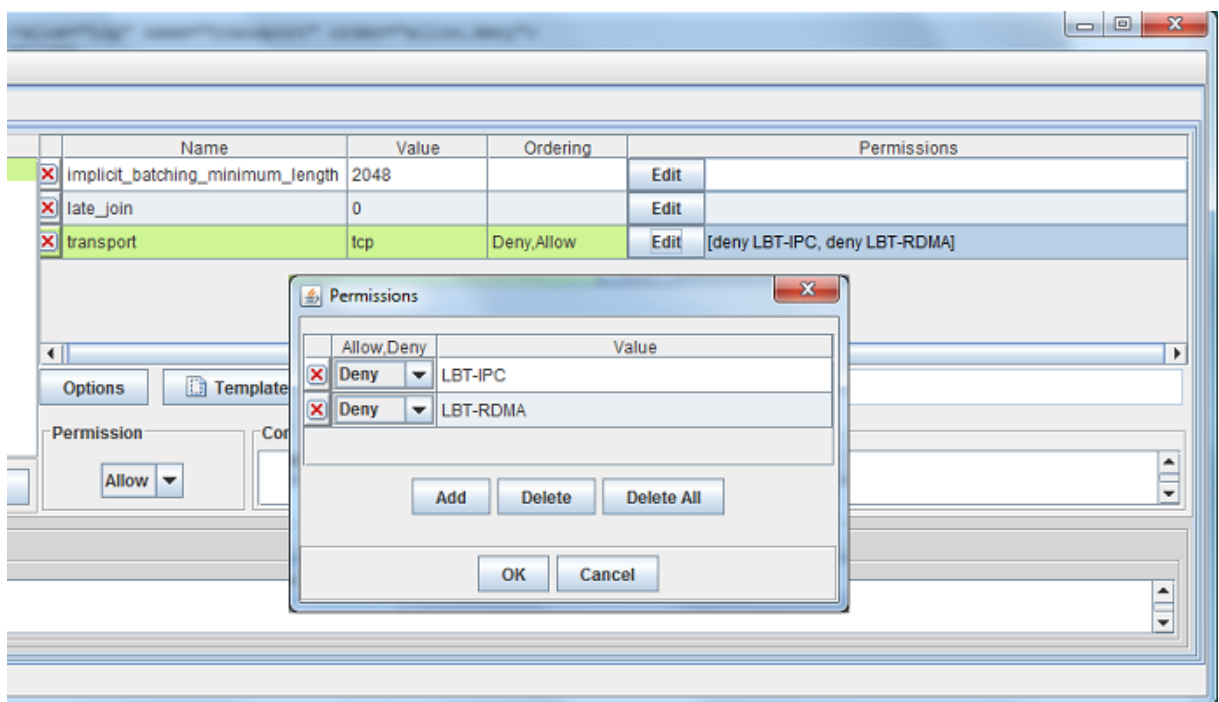 Name Value Ordering Permissions
implicit_batching_minimum_length 2048 Edit
late_join 0 Edit
transport tcp Deny,Allow Edit [deny LBT-IPC, deny LBT-RDMA]
Permissions
Allow,Deny Value
Deny LBT-IPC
Deny LBT-RDMA
Options Template
Permission
Allow
Add Delete Delete All
OK Cancel